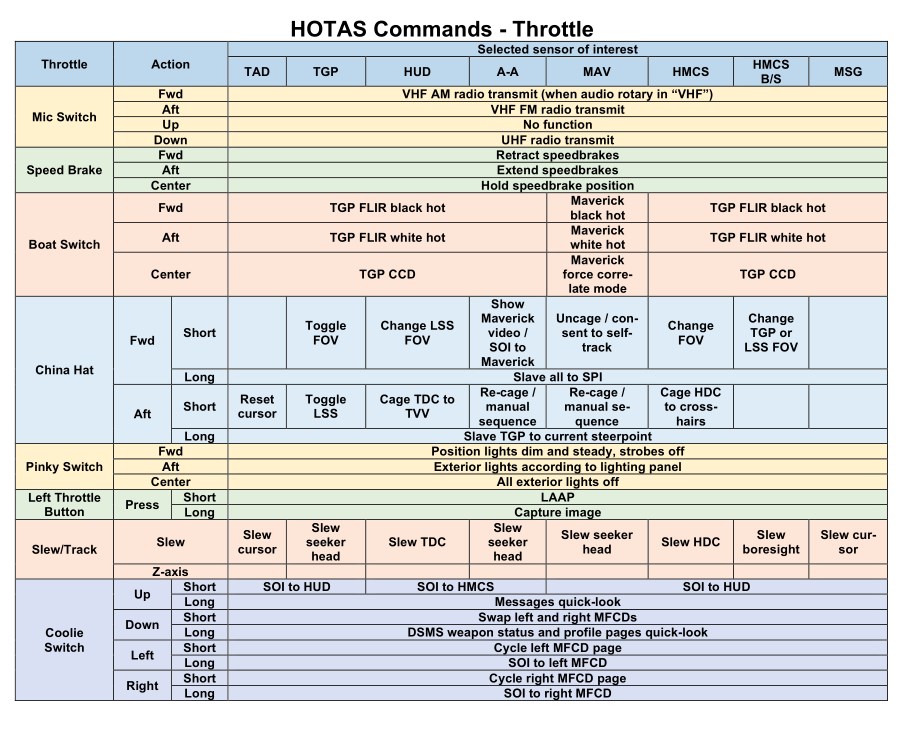 HOTAS Commands - Throttle
Throttle
Action
Selected sensor of interest
TAD
TGP
HUD
A-A
MAV
HMCS
HMCS
B/S
MSG
Mic Switch
Fwd
VHF AM radio transmit (when audio rotary in “VHF”)
Aft
VHF FM radio transmit
Up
No function
Down
UHF radio transmit
Speed Brake
Fwd
Retract speedbrakes
Aft
Extend speedbrakes
Center
Hold speedbrake position
Boat Switch
Fwd
TGP FLIR black hot
Maverick
black hot
TGP FLIR black hot
Aft
TGP FLIR white hot
Maverick
white hot
TGP FLIR white hot
Center
TGP CCD
Maverick
force corre-
late mode
TGP CCD
China Hat
Fwd
Short
Toggle
FOV
Change LSS
FOV
Show
Maverick
video /
SOI to
Maverick
Uncage / con-
sent to self-
track
Change
FOV
Change
TGP or
LSS FOV
Long
Slave all to SPI
Aft
Short
Reset
cursor
Toggle
LSS
Cage TDC to
TVV
Re-cage /
manual
sequence
Re-cage /
manual se-
quence
Cage HDC
to cross-
hairs
Long
Slave TGP to current steerpoint
Pinky Switch
Fwd
Position lights dim and steady, strobes off
Aft
Exterior lights according to lighting panel
Center
All exterior lights off
Left Throttle
Button
Press
Short
LAAP
Long
Capture image
Slew/Track
Slew
Slew
cursor
Slew
seeker
head
Slew TDC
Slew
seeker
head
Slew seeker
head
Slew HDC
Slew
boresight
Slew cur-
sor
Z-axis
Coolie
Switch
Up
Short
SOI to HUD
SOI to HMCS
SOI to HUD
Long
Messages quick-look
Down
Short
Swap left and right MFCDs
Long
DSMS weapon status and profile pages quick-look
Left
Short
Cycle left MFCD page
Long
SOI to left MFCD
Right
Short
Cycle right MFCD page
Long
SOI to right MFCD